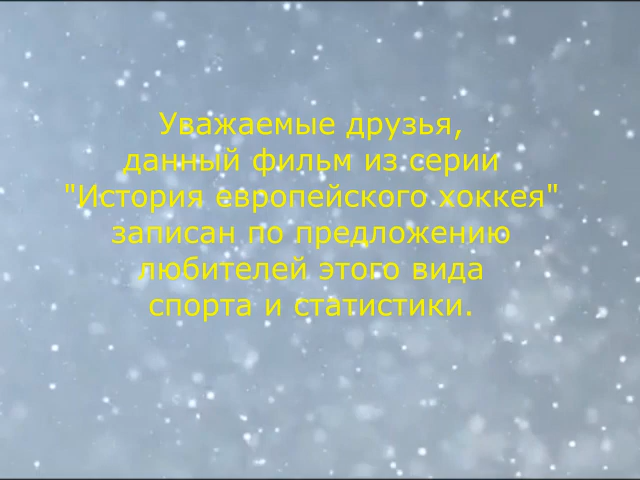 Уважаемые друзья,
данный фильм из серии
"История европейского хоккея"
записан по предложению
любителей этого вида
спорта и статистики.